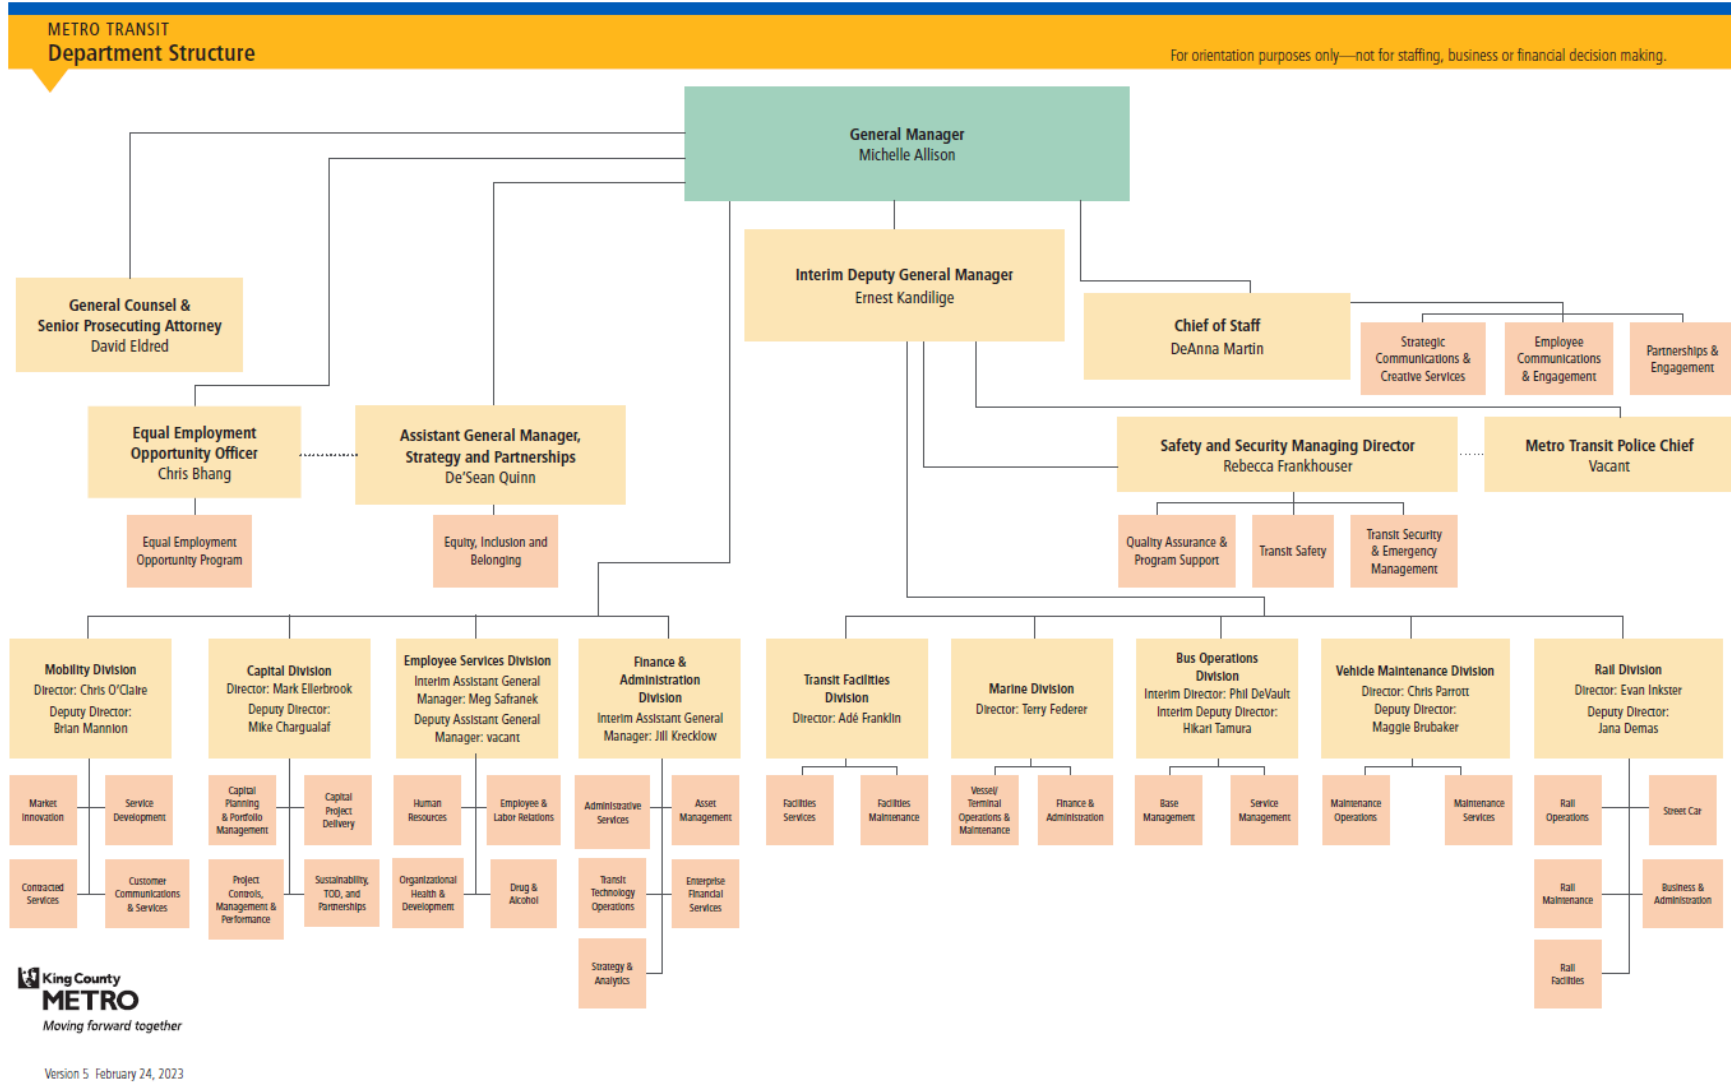 METRO TRANSIT
Department Structure
For orientation purposes only—not for staffing, business or financial decision making.
General Manager
Michelle Allison
Interim Deputy General Manager
Ernest Kandilige
General Counsel &
Senior Prosecuting Attorney
David Eldred
Chief of Staff
DeAnna Martin
Strategic
Communications &
Creative Services
Employee
Communications
& Engagement
Partnerships &
Engagement
Equal Employment
Opportunity Officer
Chris Bhang
Assistant General Manager,
Strategy and Partnerships
De'Sean Quinn
Safety and Security Managing Director
Rebecca Frankhouser
Metro Transit Police Chief
Vacant
Equal Employment
Opportunity Program
Equity, Inclusion and
Belonging
Quality Assurance &
Program Support
Transit Safety
Transit Security
& Emergency
Management
Mobility Division
Director: Chris O'Claire
Deputy Director:
Brian Mannion
Capital Division
Director: Mark Ellerbrook
Deputy Director:
Mike Chargualaf
Employee Services Division
Interim Assistant General
Manager: Meg Safranek
Deputy Assistant General
Manager: vacant
Finance &
Administration
Division
Interim Assistant General
Manager: Jill Krecklow
Transit Facilities
Division
Director: Adé Franklin
Marine Division
Director: Terry Federer
Bus Operations
Division
Interim Director: Phil DeVault
Interim Deputy Director:
Hikari Tamura
Vehicle Maintenance Division
Director: Chris Parrott
Deputy Director:
Maggie Brubaker
Rail Division
Director: Evan Inkster
Deputy Director:
Jana Demas
Market
Innovation
Service
Development
Contracted
Services
Customer
Communications
& Services
Capital
Planning
& Portfolio
Management
Capital
Project
Delivery
Project
Controls,
Management &
Performance
Sustainability,
TOD, and
Partnerships
Human
Resources
Employee &
Labor Relations
Organizational
Health &
Development
Drug &
Alcohol
Administrative
Services
Asset
Management
Transit
Technology
Operations
Enterprise
Financial
Services
Strategy &
Analytics
Facilities
Services
Facilities
Maintenance
Vessel/
Terminal
Operations &
Maintenance
Finance &
Administration
Base
Management
Service
Management
Maintenance
Operations
Maintenance
Services
Rail
Operations
Street Car
Rail
Maintenance
Business &
Administration
Rail
Facilities
King County
METRO
Moving forward together
Version 5 February 24, 2023